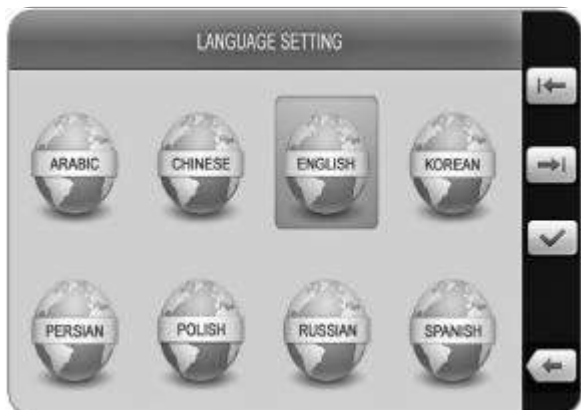 LANGUAGE SETTING
ARABIC CHINESE ENGLISH KOREAN
PERSIAN POLISH RUSSIAN SPANISH